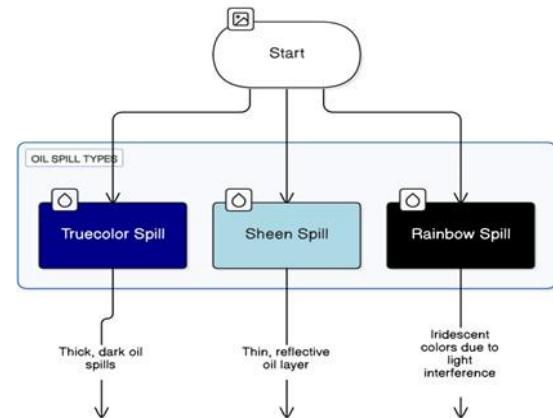 Start
OIL SPILL TYPES
Truecolor Spill
Sheen Spill
Rainbow Spill
Thick, dark oil
spills
Thin, reflective
oil layer
Iridescent
colors due to
light
interference